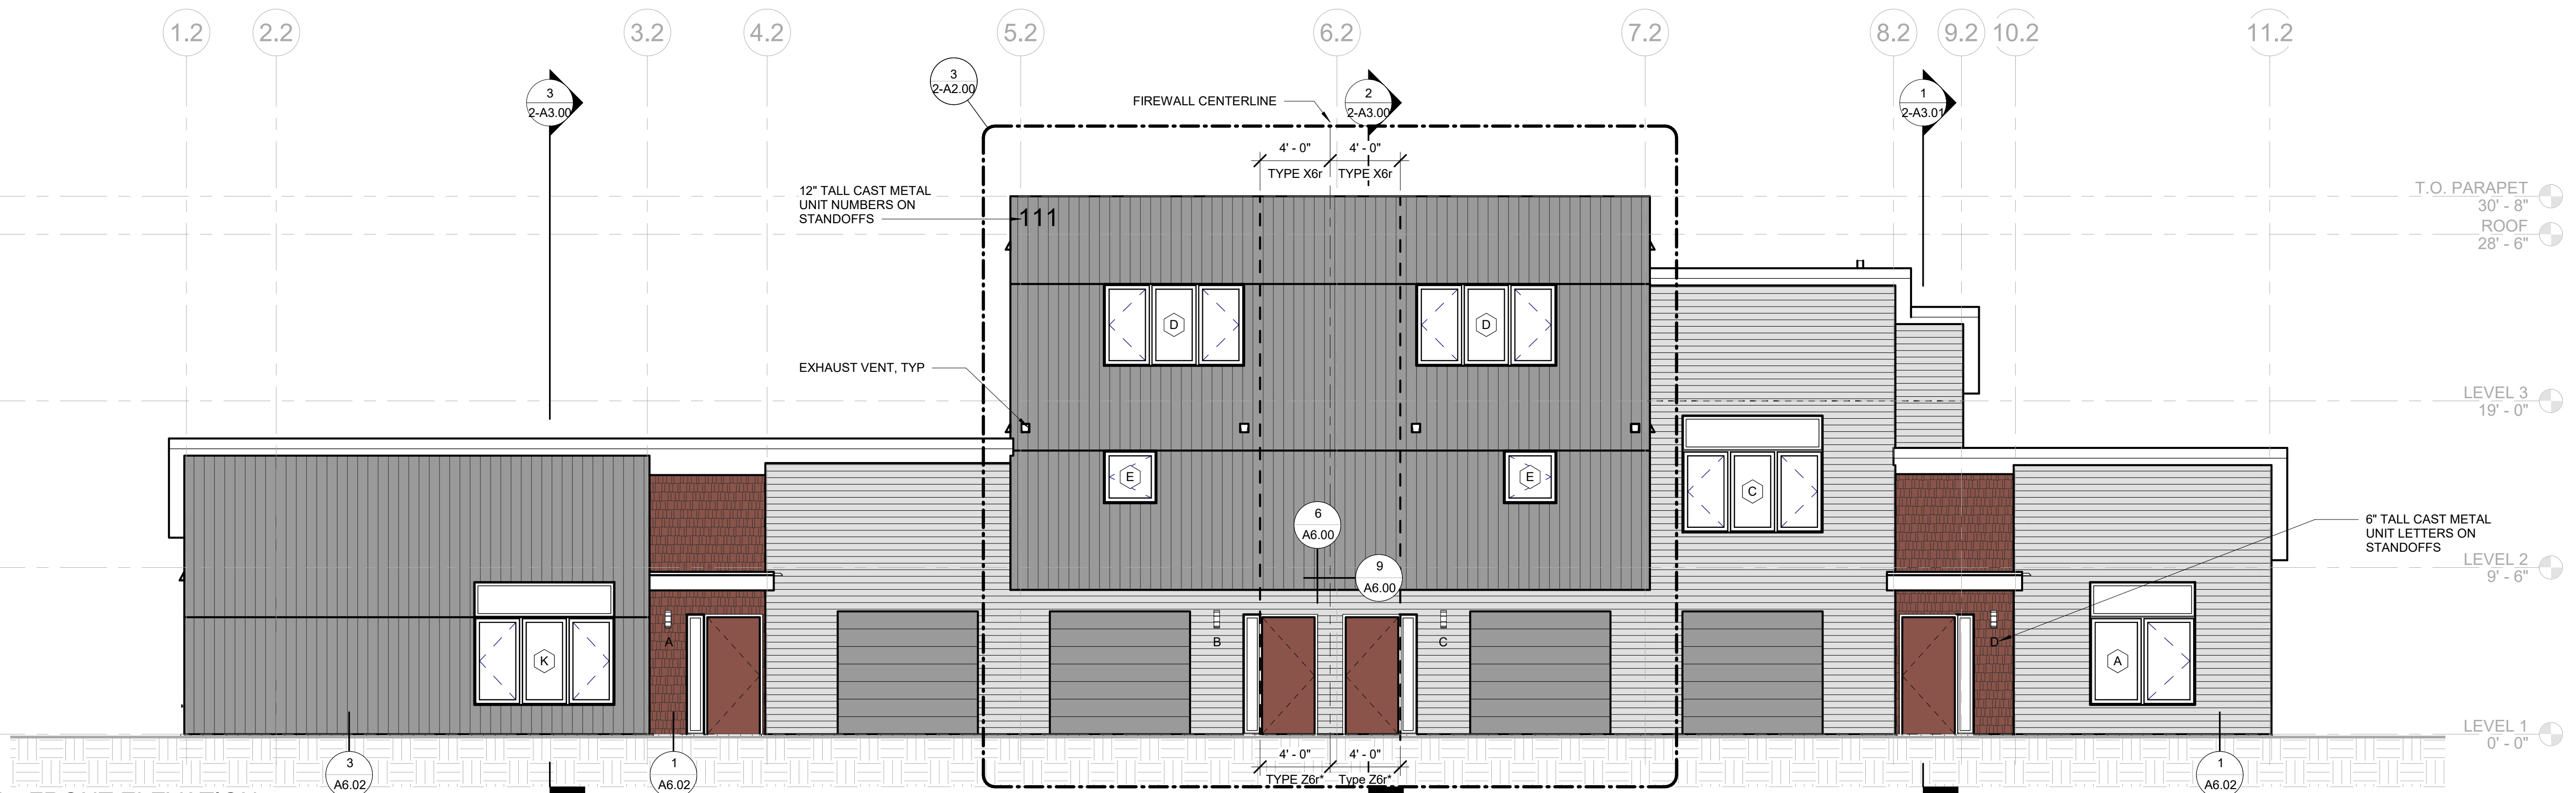 1.2
2.2
3.2
4.2
5.2
6.2
7.2
8.2
9.2
10.2
11.2
3
2-A3.00
3
2-A2.00
FIREWALL CENTERLINE
2
2-A3.00
1
2-A3.01
4' - 0"
4' - 0"
TYPE X6r
TYPE X6r
12" TALL CAST METAL
UNIT NUMBERS ON
STANDOFFS
111
T.O. PARAPET
30' - 8"
ROOF
28' - 6"
D
D
EXHAUST VENT, TYP
LEVEL 3
19' - 0"
E
E
C
6
A6.00
9
A6.00
6" TALL CAST METAL
UNIT LETTERS ON
STANDOFFS
LEVEL 2
9' - 6"
A
B
C
D
K
A
LEVEL 1
0' - 0"
4' - 0"
4' - 0"
TYPE Z6r*
Type Z6r*
3
A6.02
1
A6.02
1
A6.02